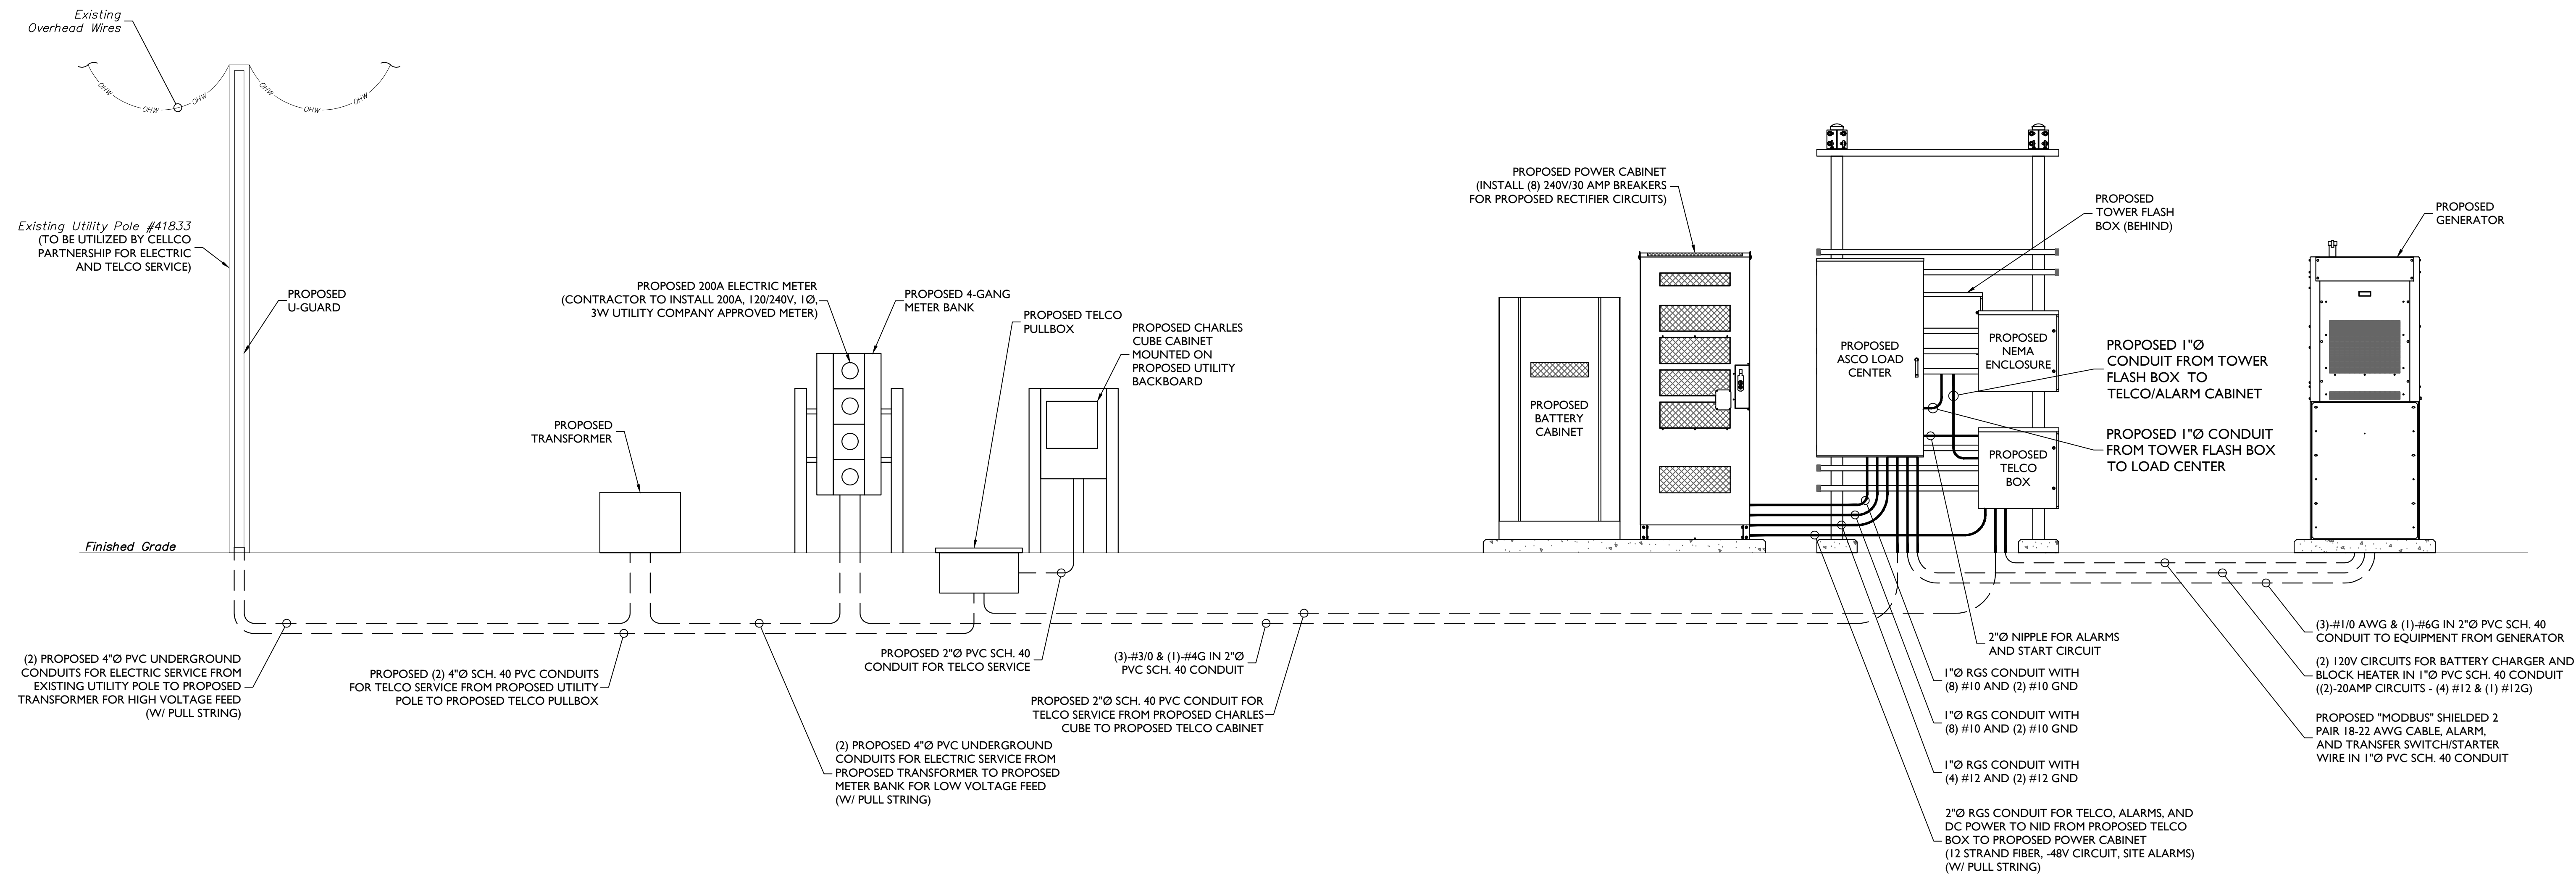 Existing
Overhead Wires
OHW
OHW
OHW
OHW
OHW
OHW
Existing Utility Pole #41833
(TO BE UTILIZED BY CELLCO
PARTNERSHIP FOR ELECTRIC
AND TELCO SERVICE)
PROPOSED
U-GUARD
Finished Grade
(2) PROPOSED 4"Ø PVC UNDERGROUND
CONDUITS FOR ELECTRIC SERVICE FROM
EXISTING UTILITY POLE TO PROPOSED
TRANSFORMER FOR HIGH VOLTAGE FEED
(W/ PULL STRING)
PROPOSED
TRANSFORMER
PROPOSED (2) 4"Ø SCH. 40 PVC CONDUITS
FOR TELCO SERVICE FROM PROPOSED UTILITY
POLE TO PROPOSED TELCO PULLBOX
PROPOSED 200A ELECTRIC METER
(CONTRACTOR TO INSTALL 200A, 120/240V, 1Ø,
3W UTILITY COMPANY APPROVED METER)
PROPOSED 4-GANG
METER BANK
PROPOSED TELCO
PULLBOX
PROPOSED CHARLES
CUBE CABINET
MOUNTED ON
PROPOSED UTILITY
BACKBOARD
(2) PROPOSED 4"Ø PVC UNDERGROUND
CONDUITS FOR ELECTRIC SERVICE FROM
PROPOSED TRANSFORMER TO PROPOSED
METER BANK FOR LOW VOLTAGE FEED
(W/ PULL STRING)
PROPOSED 2"Ø PVC SCH. 40
CONDUIT FOR TELCO SERVICE
(3)-#3/0 & (1)-#4G IN 2"Ø
PVC SCH. 40 CONDUIT
PROPOSED 2"Ø SCH. 40 PVC CONDUIT FOR
TELCO SERVICE FROM PROPOSED CHARLES
CUBE TO PROPOSED TELCO CABINET
PROPOSED POWER CABINET
(INSTALL (8) 240V/30 AMP BREAKERS
FOR PROPOSED RECTIFIER CIRCUITS)
PROPOSED
BATTERY
CABINET
PROPOSED
ASCO LOAD
CENTER
PROPOSED
NEMA
ENCLOSURE
PROPOSED
TELCO
BOX
PROPOSED
TOWER FLASH
BOX (BEHIND)
PROPOSED 1"Ø
CONDUIT FROM TOWER
FLASH BOX TO
TELCO/ALARM CABINET
PROPOSED 1"Ø CONDUIT
FROM TOWER FLASH BOX
TO LOAD CENTER
PROPOSED
GENERATOR
2"Ø NIPPLE FOR ALARMS
AND START CIRCUIT
1"Ø RGS CONDUIT WITH
(8) #10 AND (2) #10 GND
1"Ø RGS CONDUIT WITH
(8) #10 AND (2) #10 GND
1"Ø RGS CONDUIT WITH
(4) #12 AND (2) #12 GND
2"Ø RGS CONDUIT FOR TELCO, ALARMS, AND
DC POWER TO NID FROM PROPOSED TELCO
BOX TO PROPOSED POWER CABINET
(12 STRAND FIBER, -48V CIRCUIT, SITE ALARMS)
(W/ PULL STRING)
(3)-#1/0 AWG & (1)-#6G IN 2"Ø PVC SCH. 40
CONDUIT TO EQUIPMENT FROM GENERATOR
(2) 120V CIRCUITS FOR BATTERY CHARGER AND
BLOCK HEATER IN 1"Ø PVC SCH. 40 CONDUIT
((2)-20AMP CIRCUITS - (4) #12 & (1) #12G)
PROPOSED "MODBUS" SHIELDED 2
PAIR 18-22 AWG CABLE, ALARM,
AND TRANSFER SWITCH/STARTER
WIRE IN 1"Ø PVC SCH. 40 CONDUIT